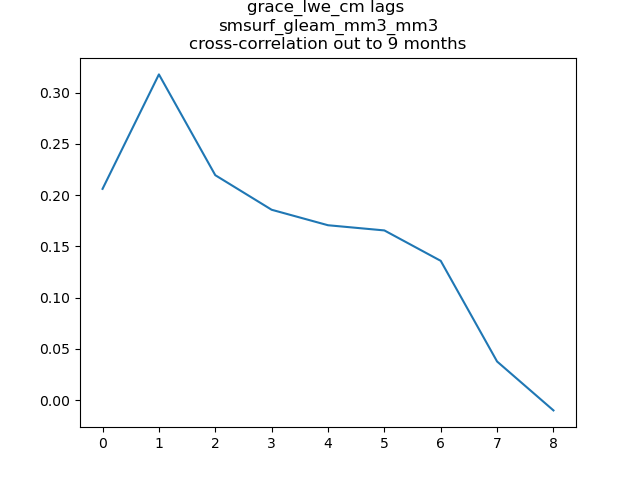 grace_lwe_cm lags
smsurf_gleam_mm3_mm3
cross-correlation out to 9 months
0.30
0.25
0.20
0.15
0.10
0.05
0.00
0 1 2 3 4 5 6 7 8